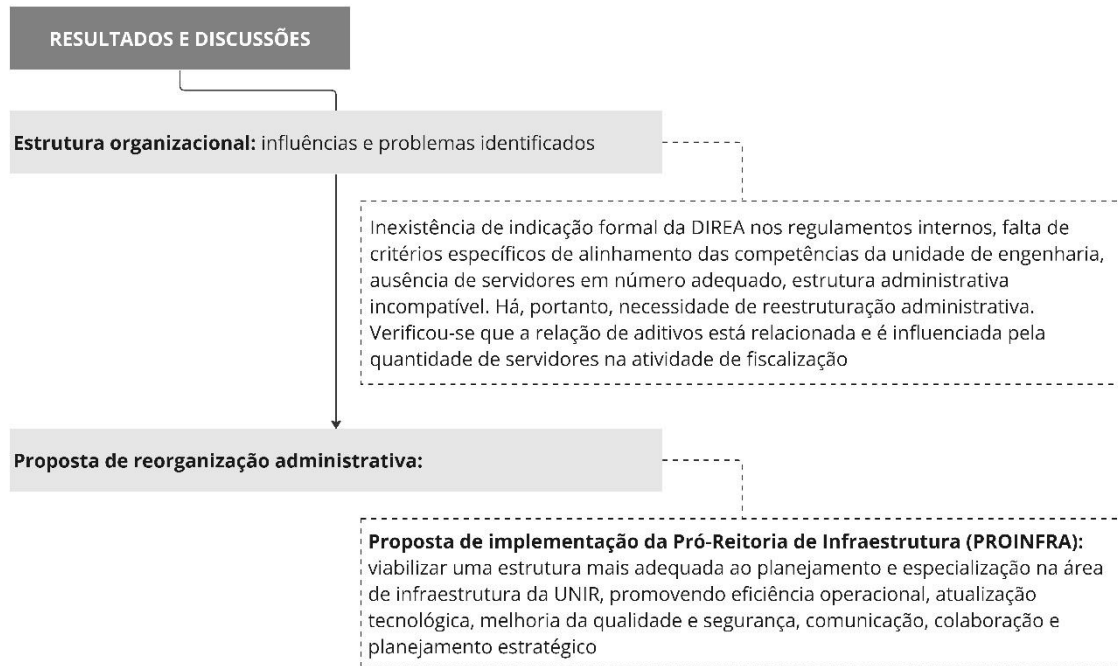 RESULTADOS E DISCUSSÕES
Estrutura organizacional: influências e problemas identificados
Inexistência de indicação formal da DIREA nos regulamentos internos, falta de
critérios específicos de alinhamento das competências da unidade de engenharia,
ausência de servidores em número adequado, estrutura administrativa
incompatível. Há, portanto, necessidade de reestruturação administrativa.
Verificou-se que a relação de aditivos está relacionada e é influenciada pela
quantidade de servidores na atividade de fiscalização
Proposta de reorganização administrativa:
Proposta de implementação da Pró-Reitoria de Infraestrutura (PROINFRA):
viabilizar uma estrutura mais adequada ao planejamento e especialização na área
de infraestrutura da UNIR, promovendo eficiência operacional, atualização
tecnológica, melhoria da qualidade e segurança, comunicação, colaboração e
planejamento estratégico